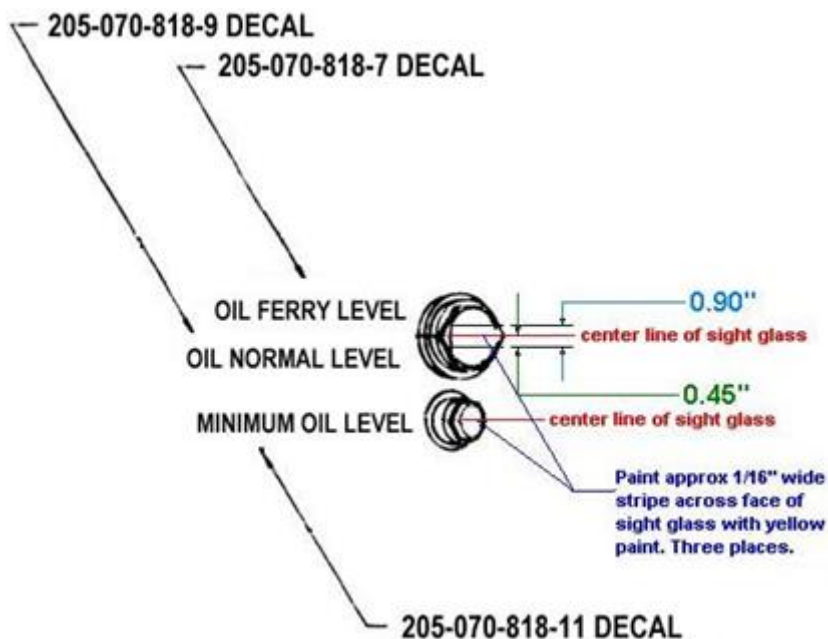 205-070-818-9 DECAL
205-070-818-7 DECAL
OIL FERRY LEVEL
0.90"
center line of sight glass
OIL NORMAL LEVEL
0.45"
MINIMUM OIL LEVEL
center line of sight glass
Paint approx 1/16" wide
stripe across face of
sight glass with yellow
paint. Three places.
205-070-818-11 DECAL